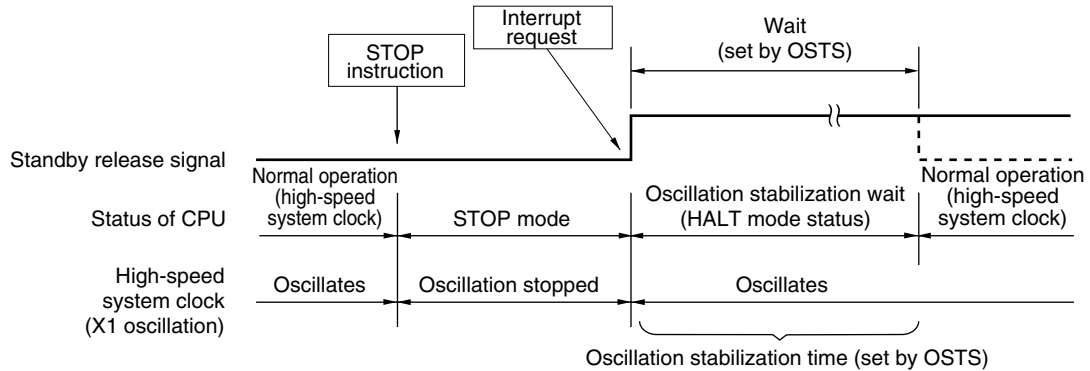 Interrupt
request
STOP
instruction
Wait
(set by OSTS)
Standby release signal
Normal operation
(high-speed
system clock)
Status of CPU
STOP mode
Oscillation stabilization wait
(HALT mode status)
Normal operation
(high-speed
system clock)
High-speed
system clock
(X1 oscillation)
Oscillates
Oscillation stopped
Oscillates
Oscillation stabilization time (set by OSTS)